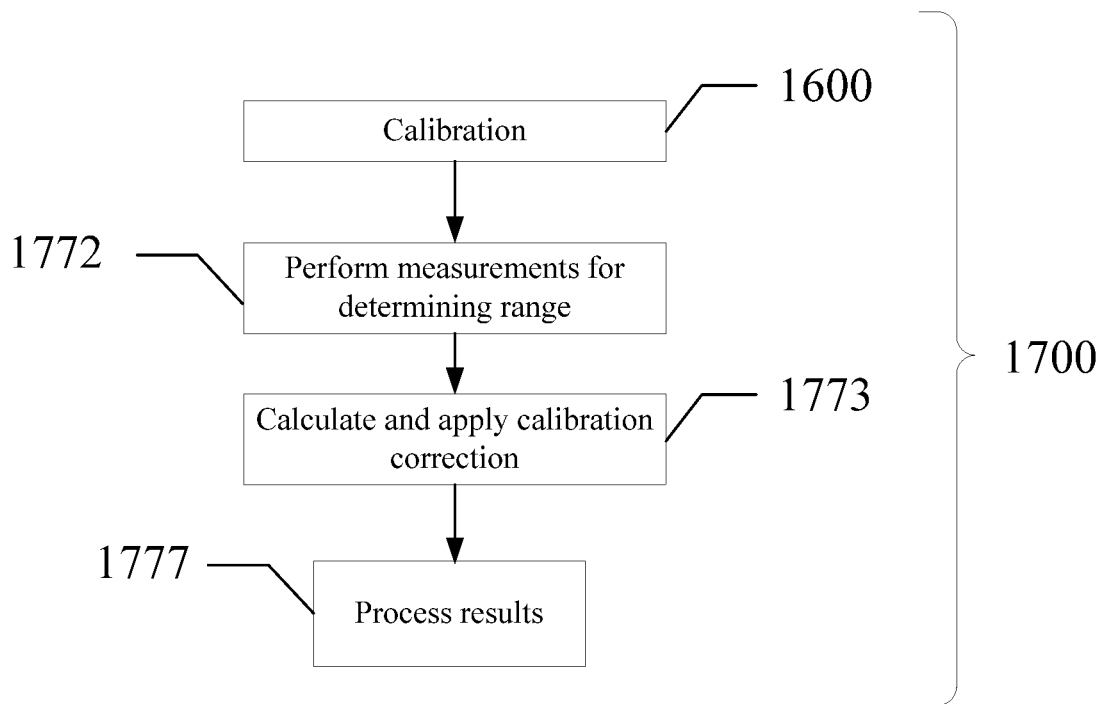 1600
Calibration
1772
Perform measurements for
determining range
1700
1773
Calculate and apply calibration
correction
1777
Process results